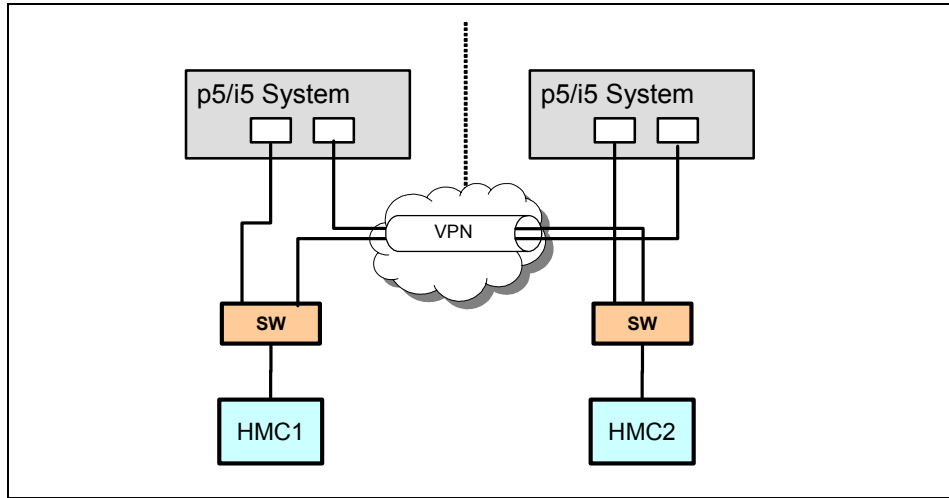 p5/i5 System
p5/i5 System
VPN
SW
SW
HMC1
HMC2